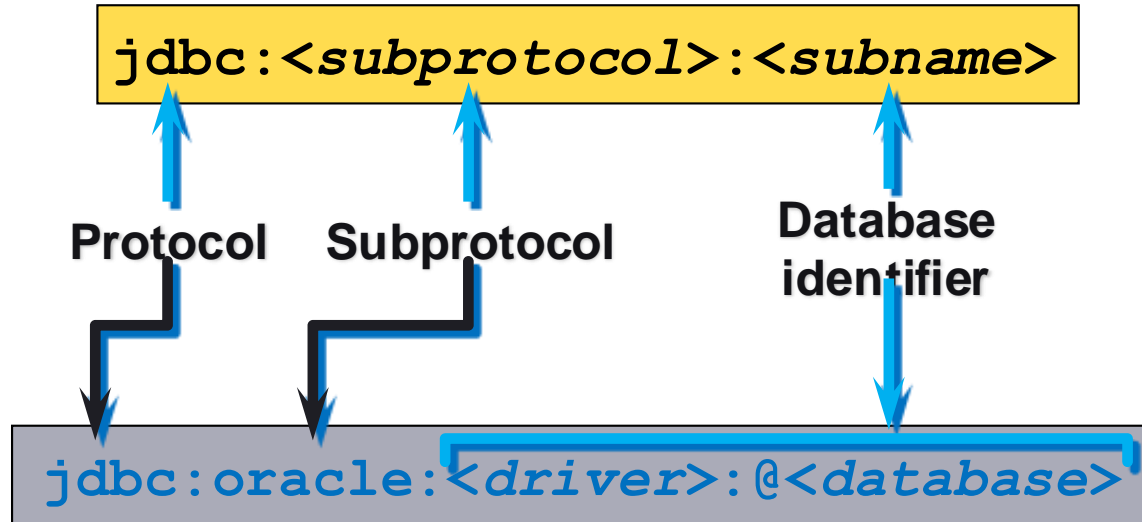 jdbc:<subprotocol>:<subname>
Protocol
Subprotocol
Database
identifier
jdbc:oracle:<driver>:@<database>